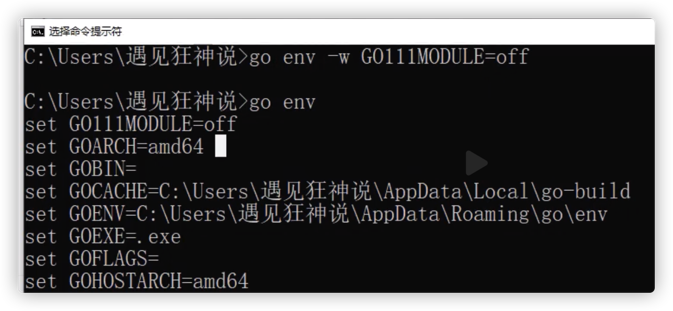 选择命令提示符
C:\Users\遇见狂神说>go env -w GO111MODULE=off
C:\Users\遇见狂神说>go env
set GO111MODULE=off
set GOARCH=amd64
set GOBIN=
set GOCACHE=C:\Users\遇见狂神说\AppData\Local\go-build
set GOENV=C:\Users\遇见狂神说\AppData\Roaming\go\env
set GOEXE=.exe
set GOFLAGS=
set GOHOSTARCH=amd64